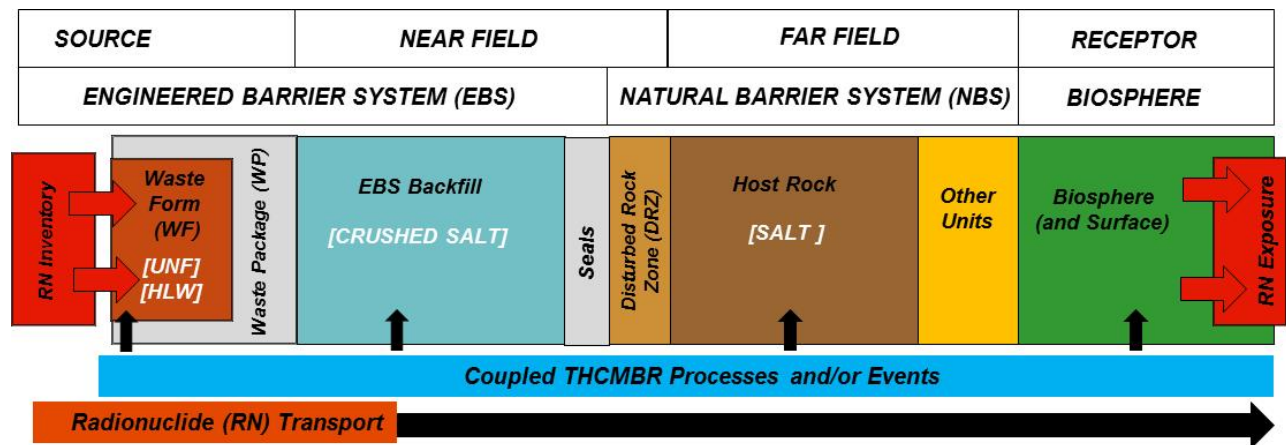 SOURCE
NEAR FIELD
FAR FIELD
RECEPTOR
ENGINEERED BARRIER SYSTEM (EBS)
NATURAL BARRIER SYSTEM (NBS)
BIOSPHERE
RN Inventory
Waste
Form
(WF)
[UNF]
[HLW]
Waste Package (WP)
EBS Backfill
[CRUSHED SALT]
Seals
Disturbed Rock
Zone (DRZ)
Host Rock
[SALT ]
Other
Units
Biosphere
(and Surface)
RN Exposure
Coupled THCMBR Processes and/or Events
Radionuclide (RN) Transport